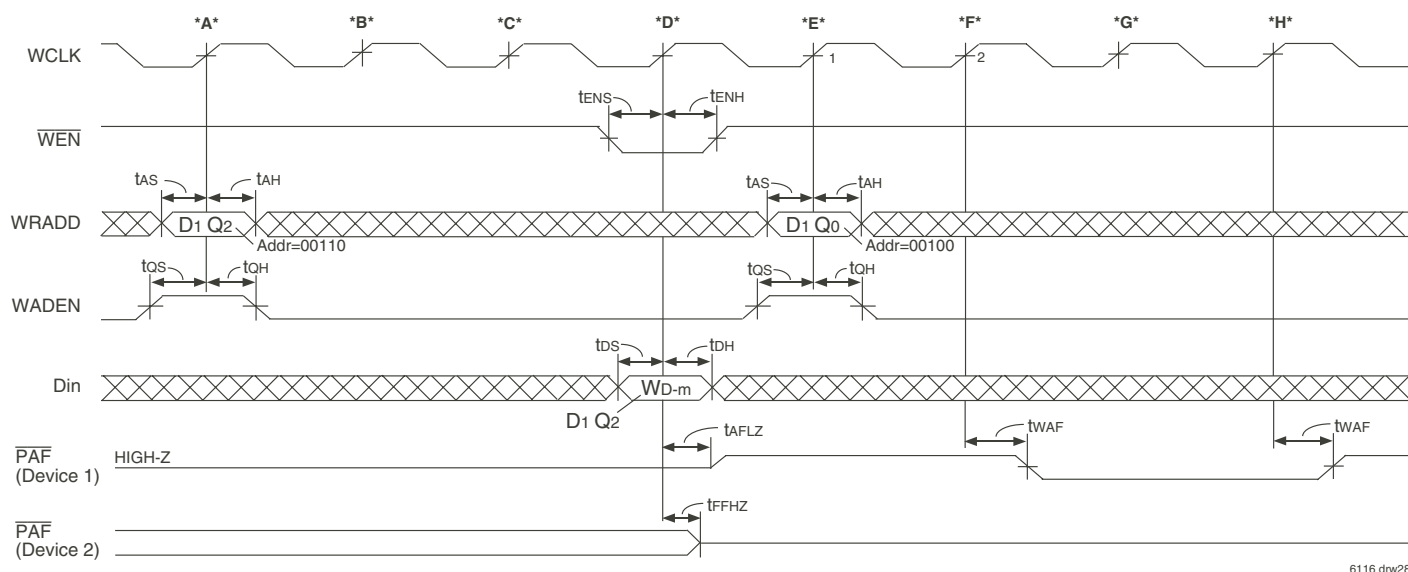 *A* *B* *C* *D* *E* *F* *G* *H*
WCLK 1 2
tENS tENH
WEN
tAS tAH tAS tAH
WRADD D1 Q2 D1 Q0
Addr=00110 Addr=00100
tQS tQH tQS tQH
WADEN
tDS tDH
Din WD-m
D1 Q2
tAFLZ tWAF tWAF
PAF HIGH-Z
(Device 1)
tFFHZ
PAF
(Device 2)
6116 drw28